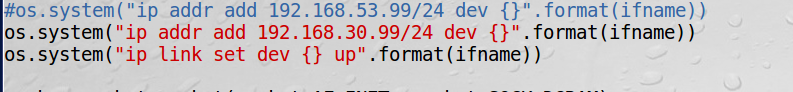 #os.system("ip addr add 192.168.53.99/24 dev {}".format(ifname))
os.system("ip addr add 192.168.30.99/24 dev {}".format(ifname))
os.system("ip link set dev {} up".format(ifname))